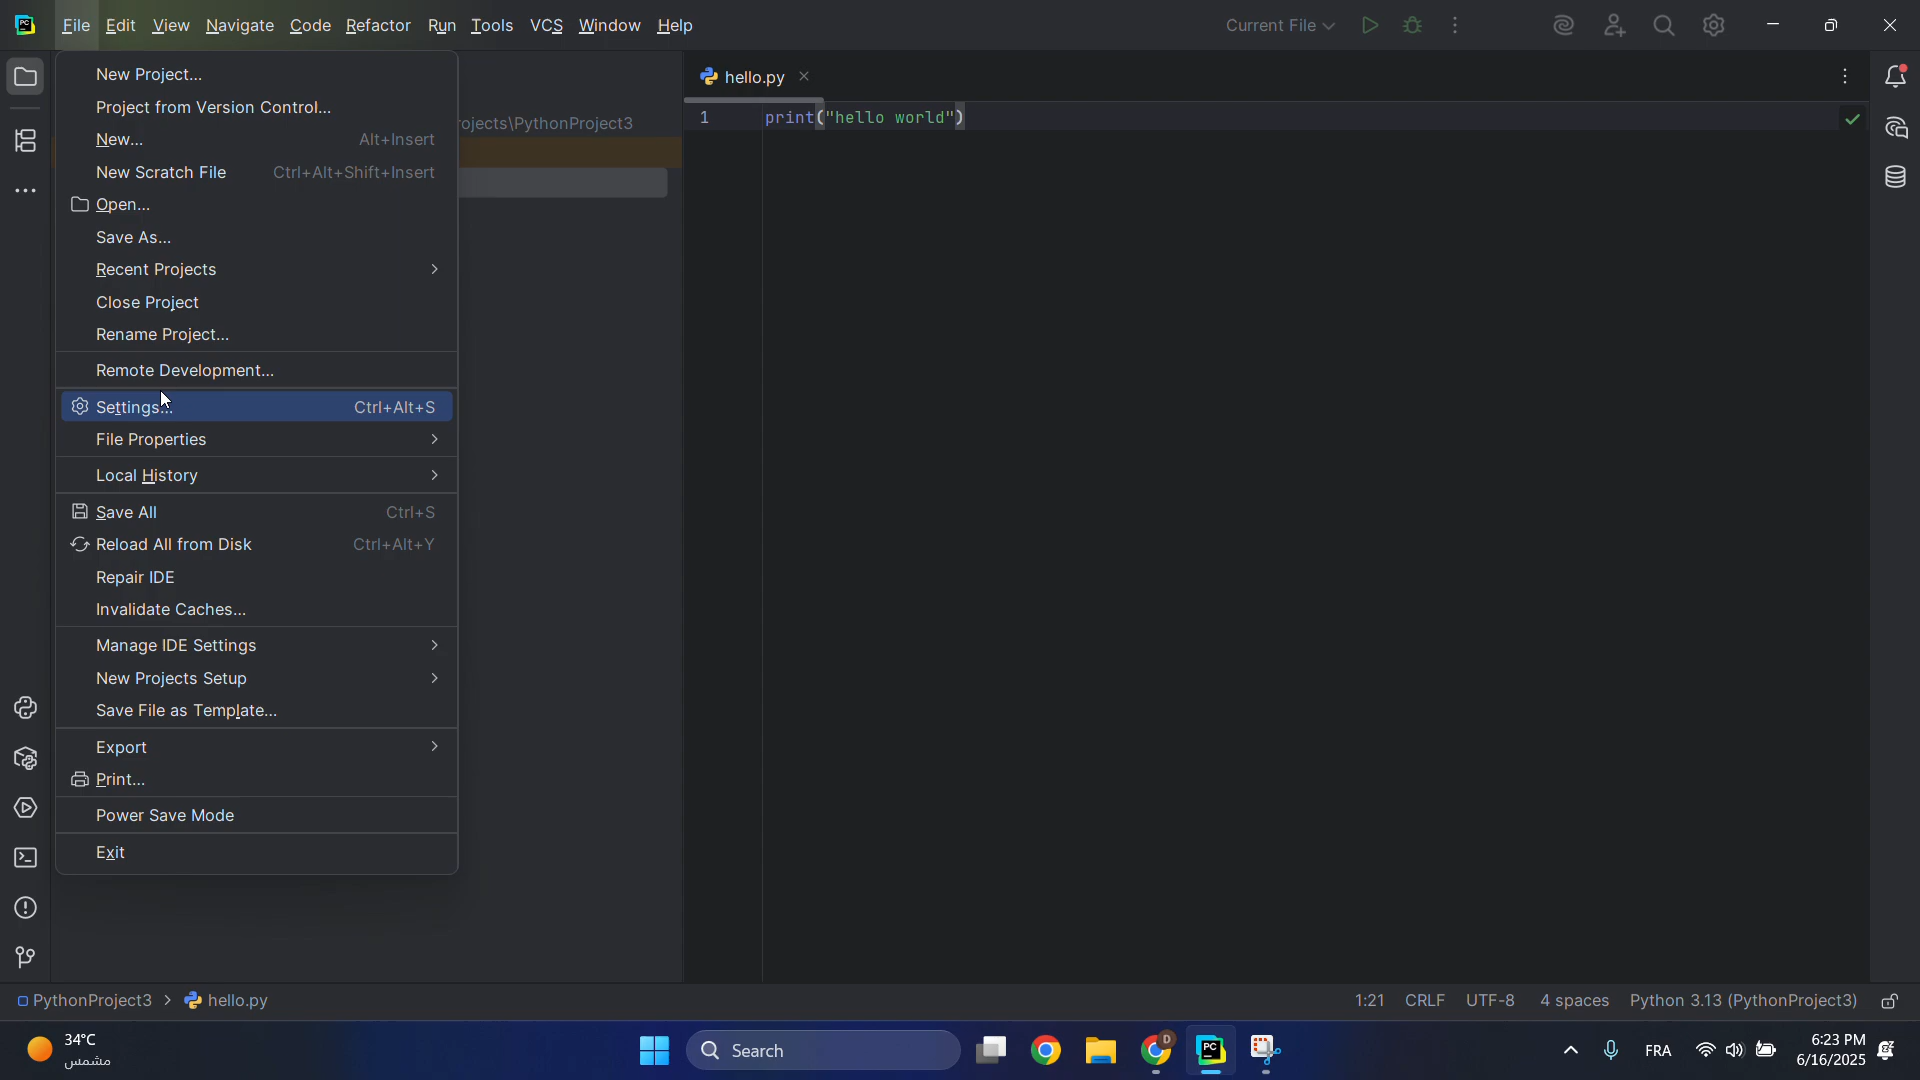 PC File Edit View Navigate Code Refactor Run Tools VCS Window Help Current File
New Project...
Project from Version Control...
New... Alt+Insert
New Scratch File Ctrl+Alt+Shift+Insert
Open...
Save As...
Recent Projects
Close Project
Rename Project...
Remote Development...
Settings... Ctrl+Alt+S
File Properties
Local History
Save All Ctrl+S
Reload All from Disk Ctrl+Alt+Y
Repair IDE
Invalidate Caches...
Manage IDE Settings
New Projects Setup
Save File as Template...
Export
Print...
Power Save Mode
Exit
ojects\PythonProject3
hello.py
1 print("hello world")
PythonProject3 > hello.py 1:21 CRLF UTF-8 4 spaces Python 3.13 (PythonProject3)
34°C
مشمس
Search
D
PC
FRA
6:23 PM
6/16/2025